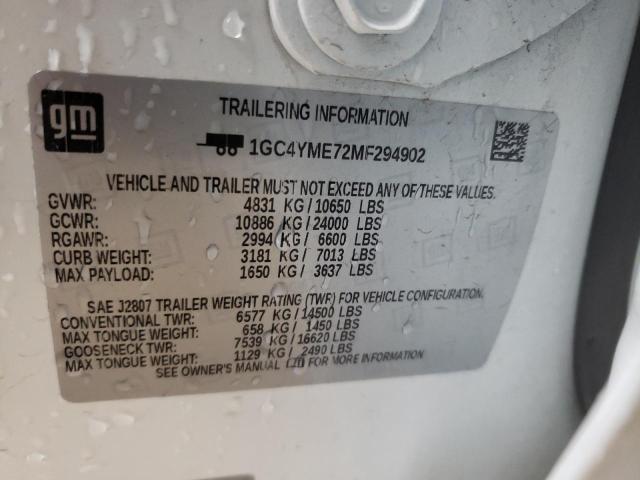 gm
TRAILERING INFORMATION
1GC4YME72MF294902
VEHICLE AND TRAILER MUST NOT EXCEED ANY OF THESE VALUES.
GVWR: 4831 KG/10650 LBS
GCWR: 10886 KG/24000 LBS
RGAWR: 2994 KG/ 6600 LBS
CURB WEIGHT: 3181 KG/ 7013 LBS
MAX PAYLOAD: 1650 KG/ 3637 LBS
SAE J2807 TRAILER WEIGHT RATING (TWR) FOR VEHICLE CONFIGURATION.
CONVENTIONAL TWR: 6577 KG/14500 LBS
MAX TONGUE WEIGHT: 658 KG/ 1450 LBS
GOOSENECK TWR: 7539 KG/16620 LBS
MAX TONGUE WEIGHT: 1129 KG/ 2490 LBS
SEE OWNER'S MANUAL FOR MORE INFORMATION